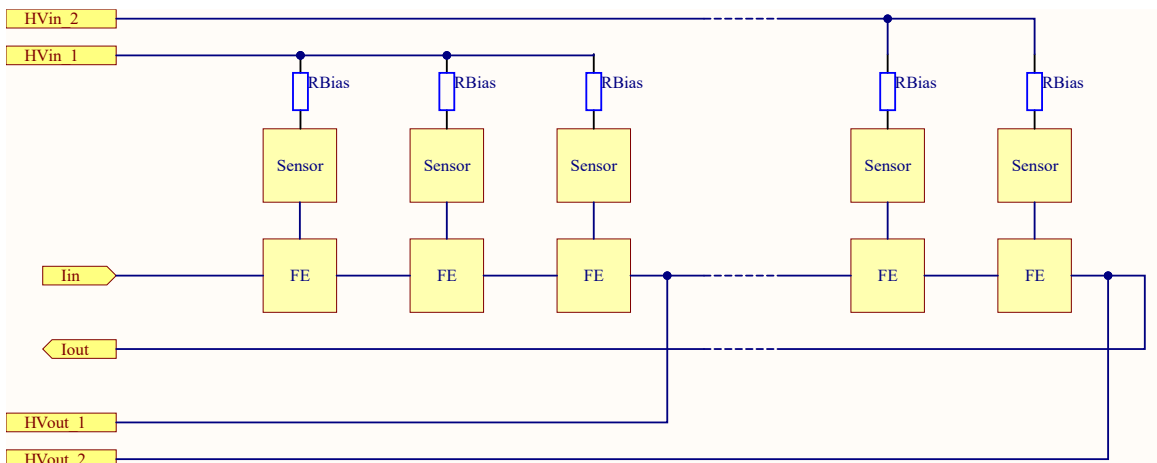 HVin_2
HVin_1
RBias RBias RBias RBias RBias
Sensor Sensor Sensor Sensor Sensor
Iin FE FE FE FE FE
Iout
HVout_1
HVout_2